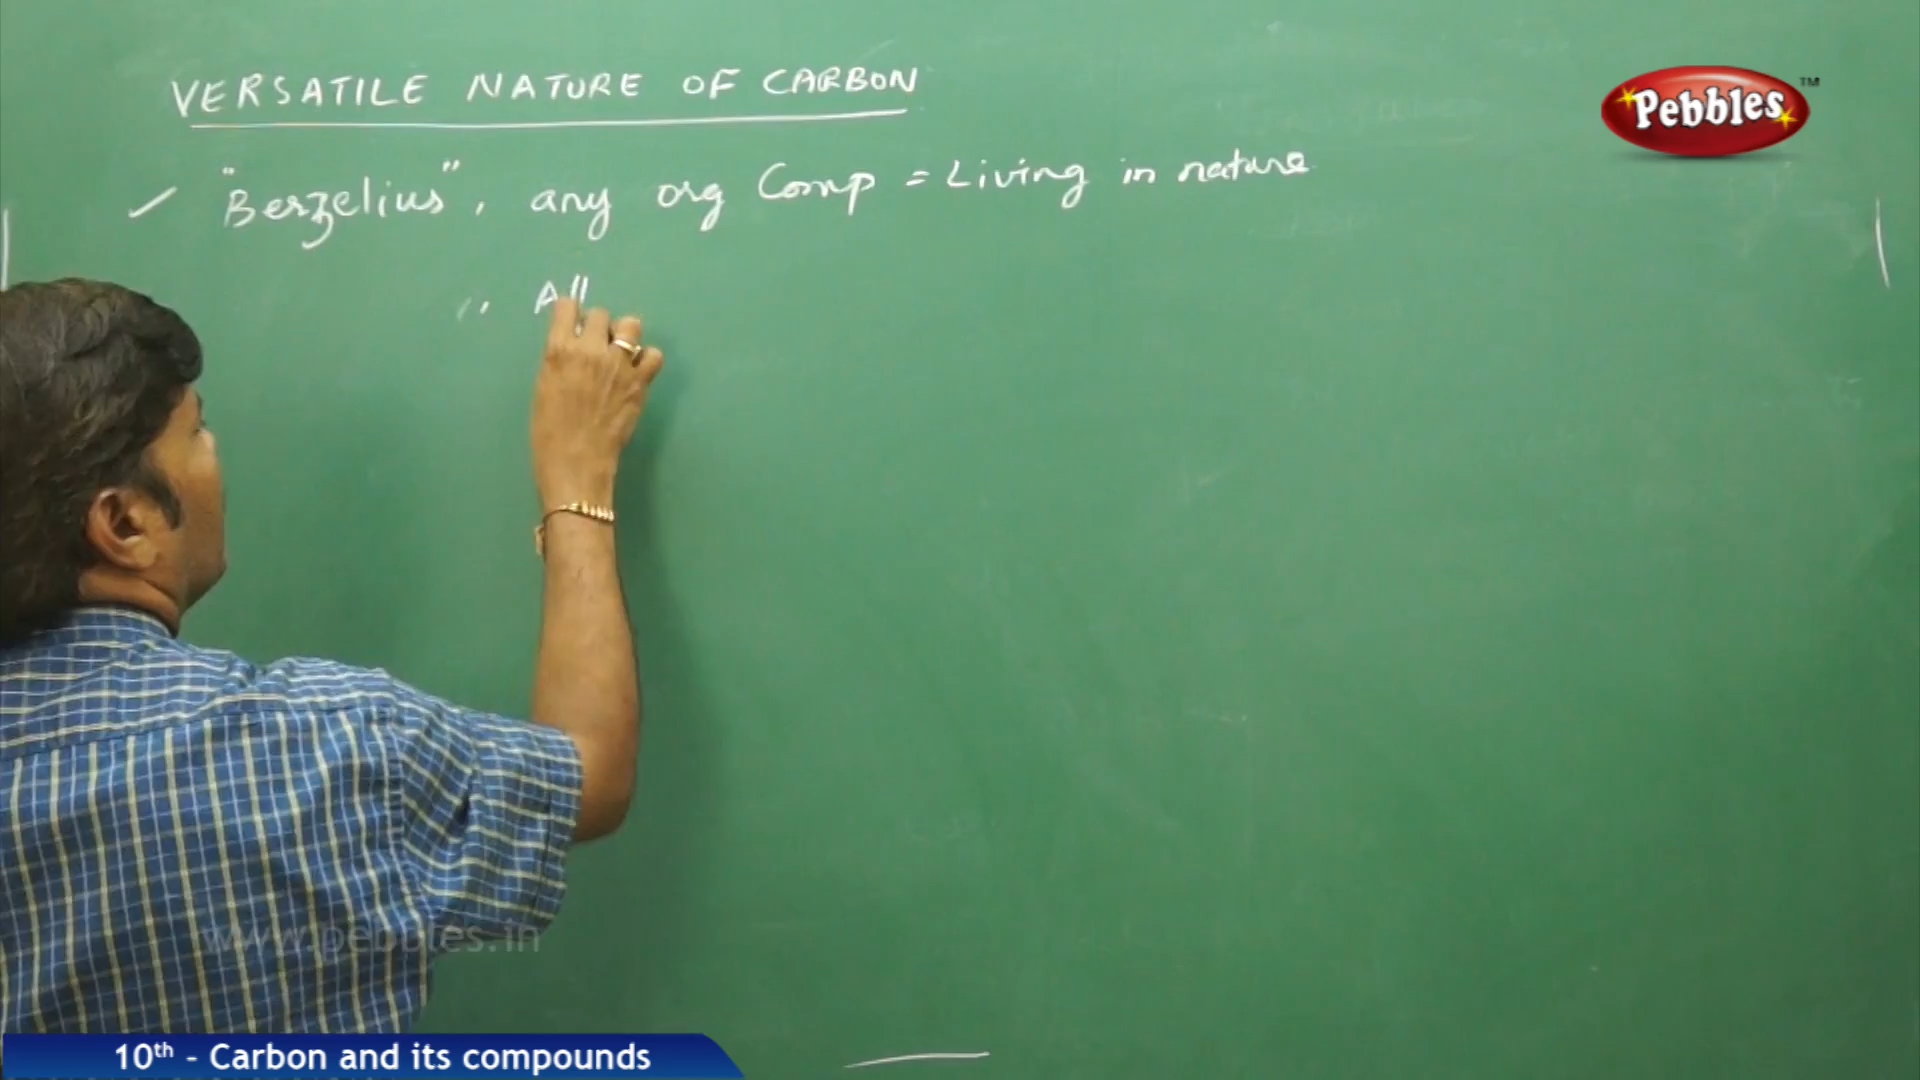 VERSATILE NATURE OF CARBON
Pebbles™
"Berzelius", any org Comp = Living in nature
,, All
www.pebbles.in
10th - Carbon and its compounds